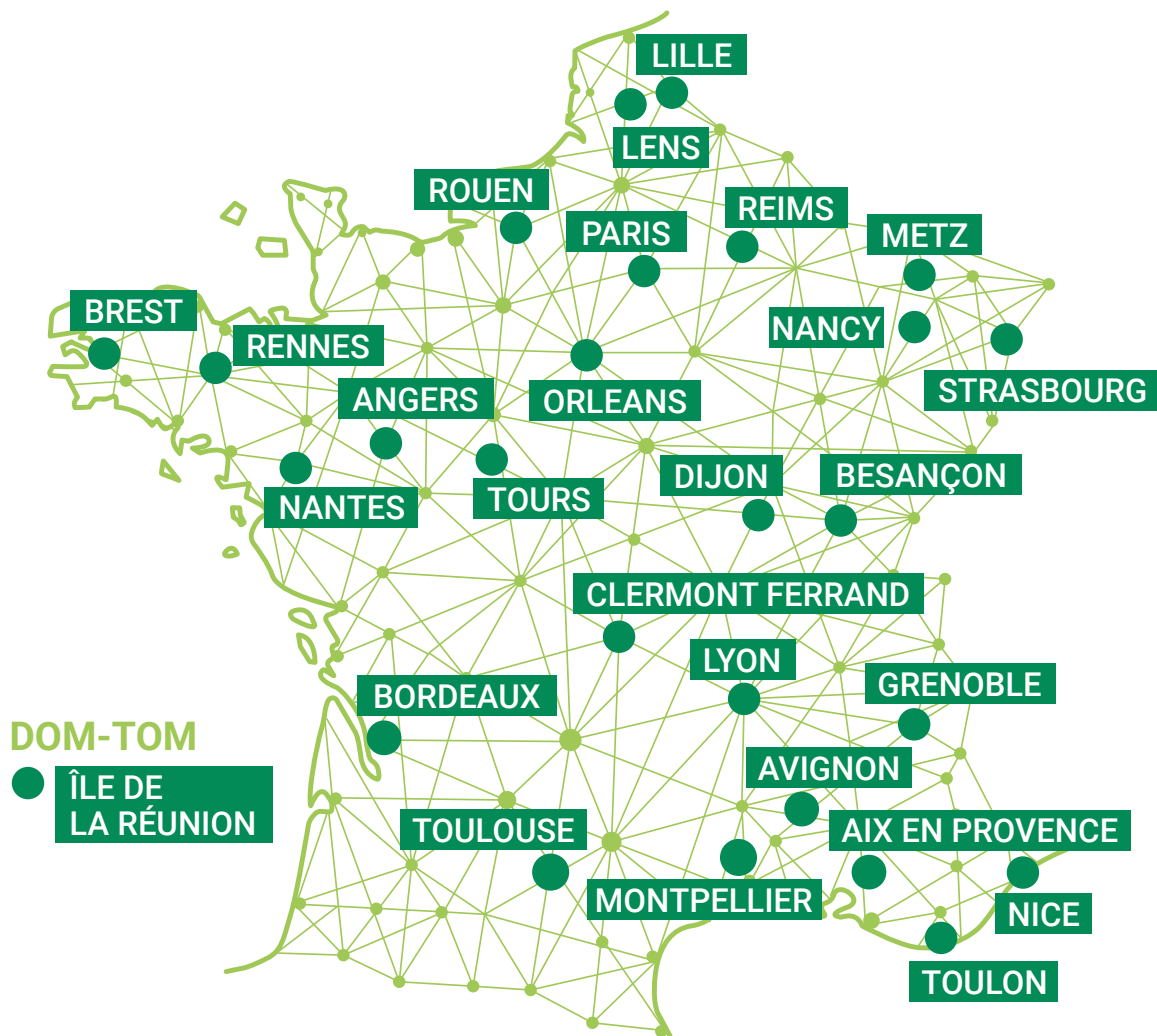 LILLE
LENS
ROUEN
REIMS
PARIS
METZ
BREST
NANCY
RENNES
STRASBOURG
ANGERS
ORLEANS
DIJON
BESANÇON
NANTES
TOURS
CLERMONT FERRAND
LYON
GRENOBLE
BORDEAUX
DOM-TOM
ÎLE DE
LA RÉUNION
AVIGNON
TOULOUSE
AIX EN PROVENCE
MONTPELLIER
NICE
TOULON